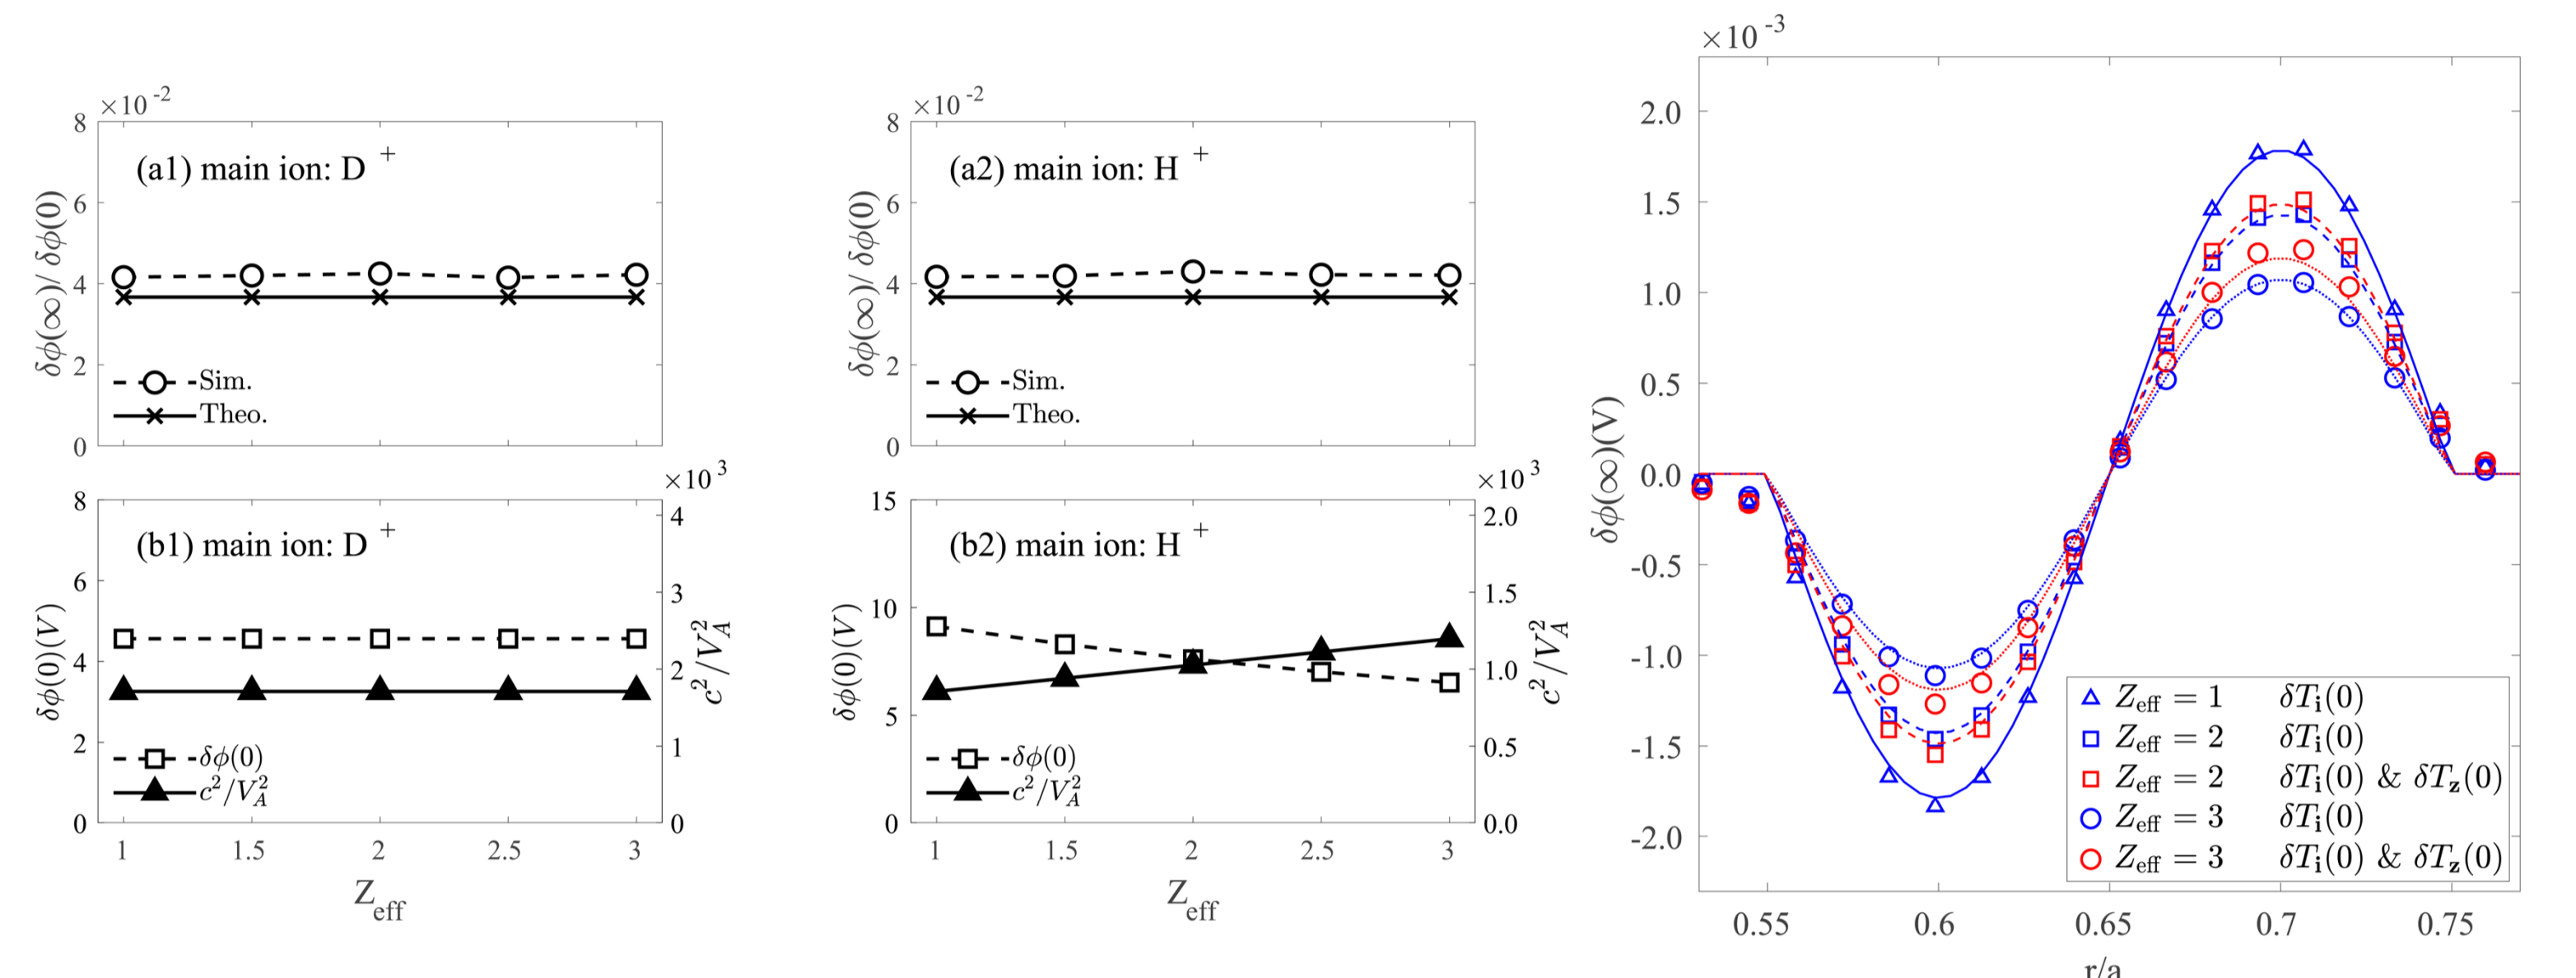 ×10⁻²
8
6
4
2
0
δϕ(∞)/ δϕ(0)
(a1) main ion: D⁺
Sim.
Theo.
×10⁻²
8
6
4
2
0
δϕ(∞)/ δϕ(0)
(a2) main ion: H⁺
Sim.
Theo.
8
6
4
2
0
δϕ(0)(V)
(b1) main ion: D⁺
δϕ(0)
c²/V_A²
×10³
4
3
2
1
0
c²/V_A²
1 1.5 2 2.5 3
Z_eff
15
10
5
0
δϕ(0)(V)
(b2) main ion: H⁺
δϕ(0)
c²/V_A²
×10³
2.0
1.5
1.0
0.5
0.0
c²/V_A²
1 1.5 2 2.5 3
Z_eff
×10⁻³
2.0
1.5
1.0
0.5
0.0
-0.5
-1.0
-1.5
-2.0
δϕ(∞)(V)
Z_eff = 1 δT_i(0)
Z_eff = 2 δT_i(0)
Z_eff = 2 δT_i(0) & δT_z(0)
Z_eff = 3 δT_i(0)
Z_eff = 3 δT_i(0) & δT_z(0)
0.55 0.6 0.65 0.7 0.75
r/a